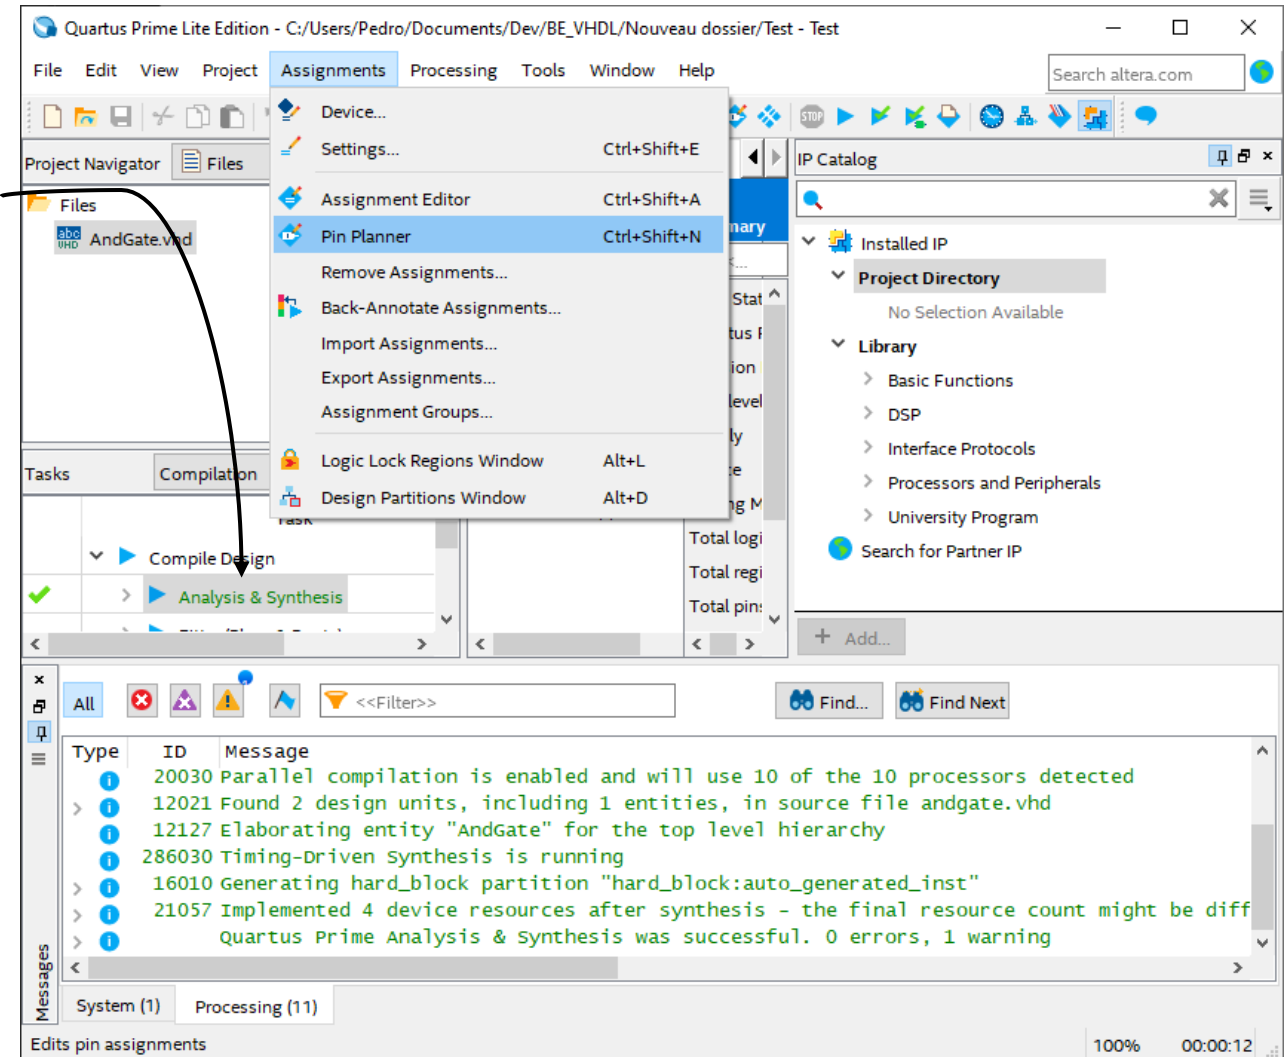 Quartus Prime Lite Edition - C:/Users/Pedro/Documents/Dev/BE_VHDL/Nouveau dossier/Test - Test
File Edit View Project Assignments Processing Tools Window Help
Search altera.com
Device...
Settings... Ctrl+Shift+E
Assignment Editor Ctrl+Shift+A
Pin Planner Ctrl+Shift+N
Remove Assignments...
Back-Annotate Assignments...
Import Assignments...
Export Assignments...
Assignment Groups...
Logic Lock Regions Window Alt+L
Design Partitions Window Alt+D
STOP
Project Navigator Files
Files
abc VHD AndGate.vhd
Tasks Compilation
Task
Compile Design
Analysis & Synthesis
Total logi
Total regi
Total pins
IP Catalog
Installed IP
Project Directory
No Selection Available
Library
Basic Functions
DSP
Interface Protocols
Processors and Peripherals
University Program
Search for Partner IP
+ Add...
All
<<Filter>>
Find...
Find Next
Type ID Message
20030 Parallel compilation is enabled and will use 10 of the 10 processors detected
12021 Found 2 design units, including 1 entities, in source file andgate.vhd
12127 Elaborating entity "AndGate" for the top level hierarchy
286030 Timing-Driven Synthesis is running
16010 Generating hard_block partition "hard_block:auto_generated_inst"
21057 Implemented 4 device resources after synthesis - the final resource count might be diff
Quartus Prime Analysis & Synthesis was successful. 0 errors, 1 warning
Messages
System (1) Processing (11)
Edits pin assignments
100% 00:00:12